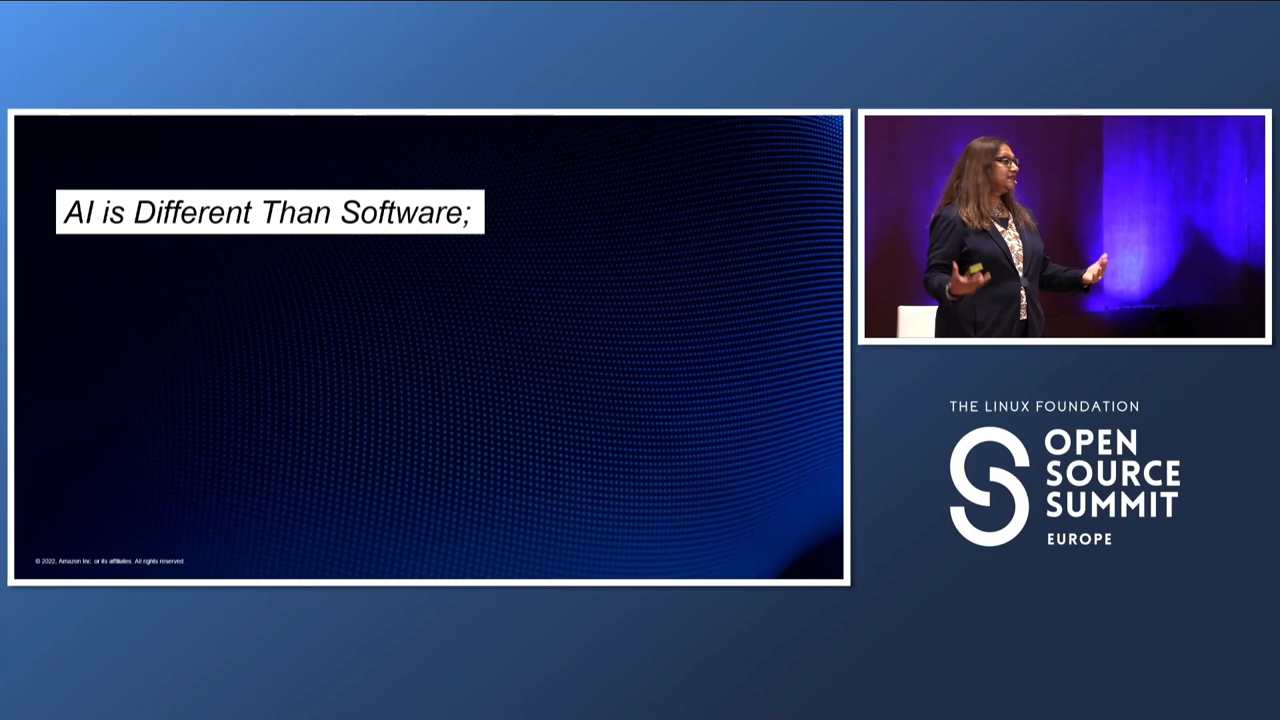 AI is Different Than Software;
© 2022, Amazon Inc. or its affiliates. All rights reserved.
THE LINUX FOUNDATION
OPEN
SOURCE
SUMMIT
EUROPE